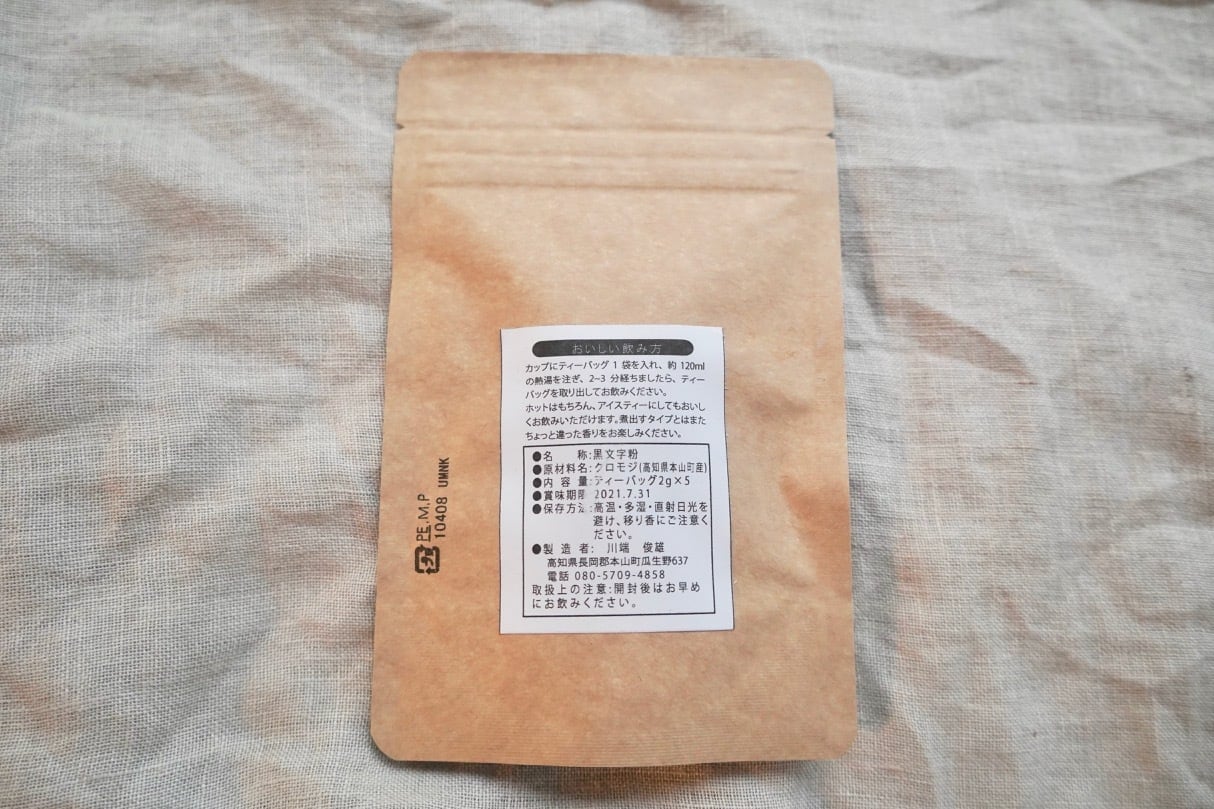 おいしい飲み方
カップにティーバッグ 1 袋を入れ、約 120ml
の熱湯を注ぎ、2−3 分経ちましたら、ティー
バッグを取り出してお飲みください。
ホットはもちろん、アイスティーにしてもおいし
くお飲みいただけます。煮出すタイプとはまた
ちょっと違った香りをお楽しみください。
●名　　称:黒文字粉
●原材料名:クロモジ(高知県本山町産)
●内 容 量:ティーバッグ2g×5
●賞味期限 2021.7.31
●保存方法:高温・多湿・直射日光を
避け、移り香にご注意く
ださい。
●製 造 者: 川端　俊雄
高知県長岡郡本山町瓜生野637
電話 080-5709-4858
取扱上の注意:開封後はお早め
にお飲みください。
プラ PE,M,P
10408 UMNK